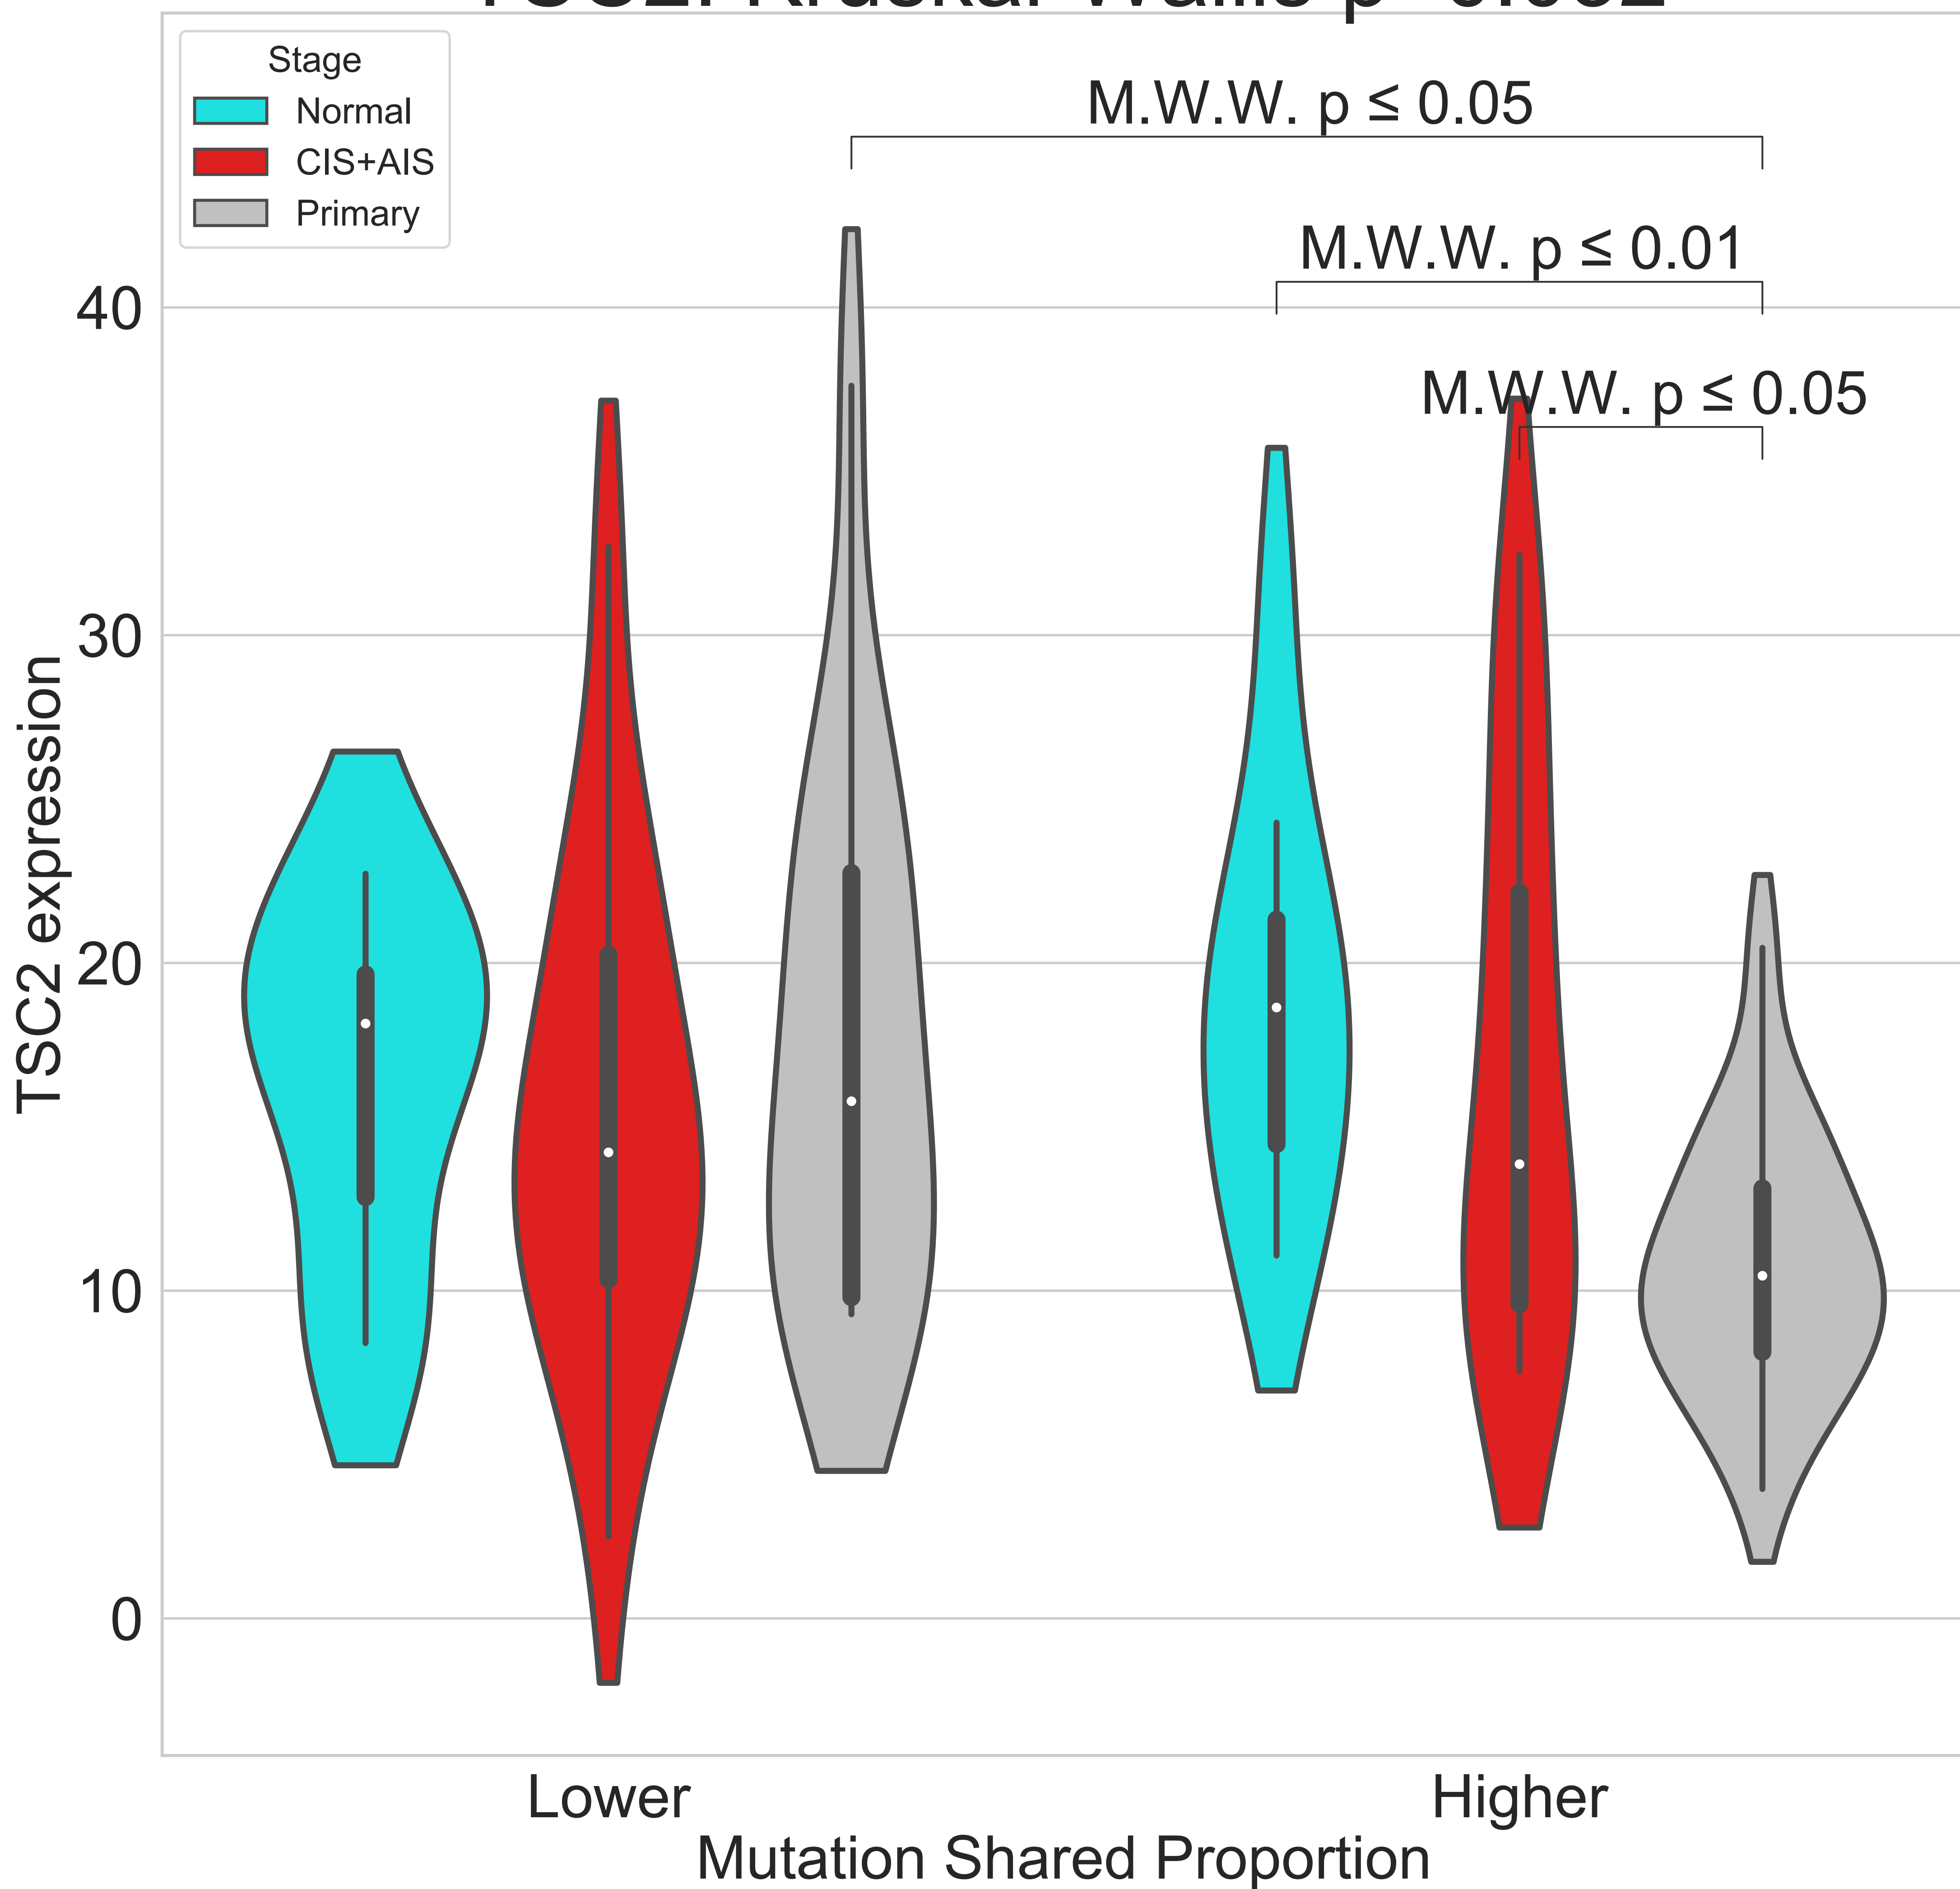 Stage
Normal
CIS+AIS
Primary
M.W.W. p ≤ 0.05
M.W.W. p ≤ 0.01
M.W.W. p ≤ 0.05
40
30
20
10
0
TSC2 expression
Lower
Higher
Mutation Shared Proportion